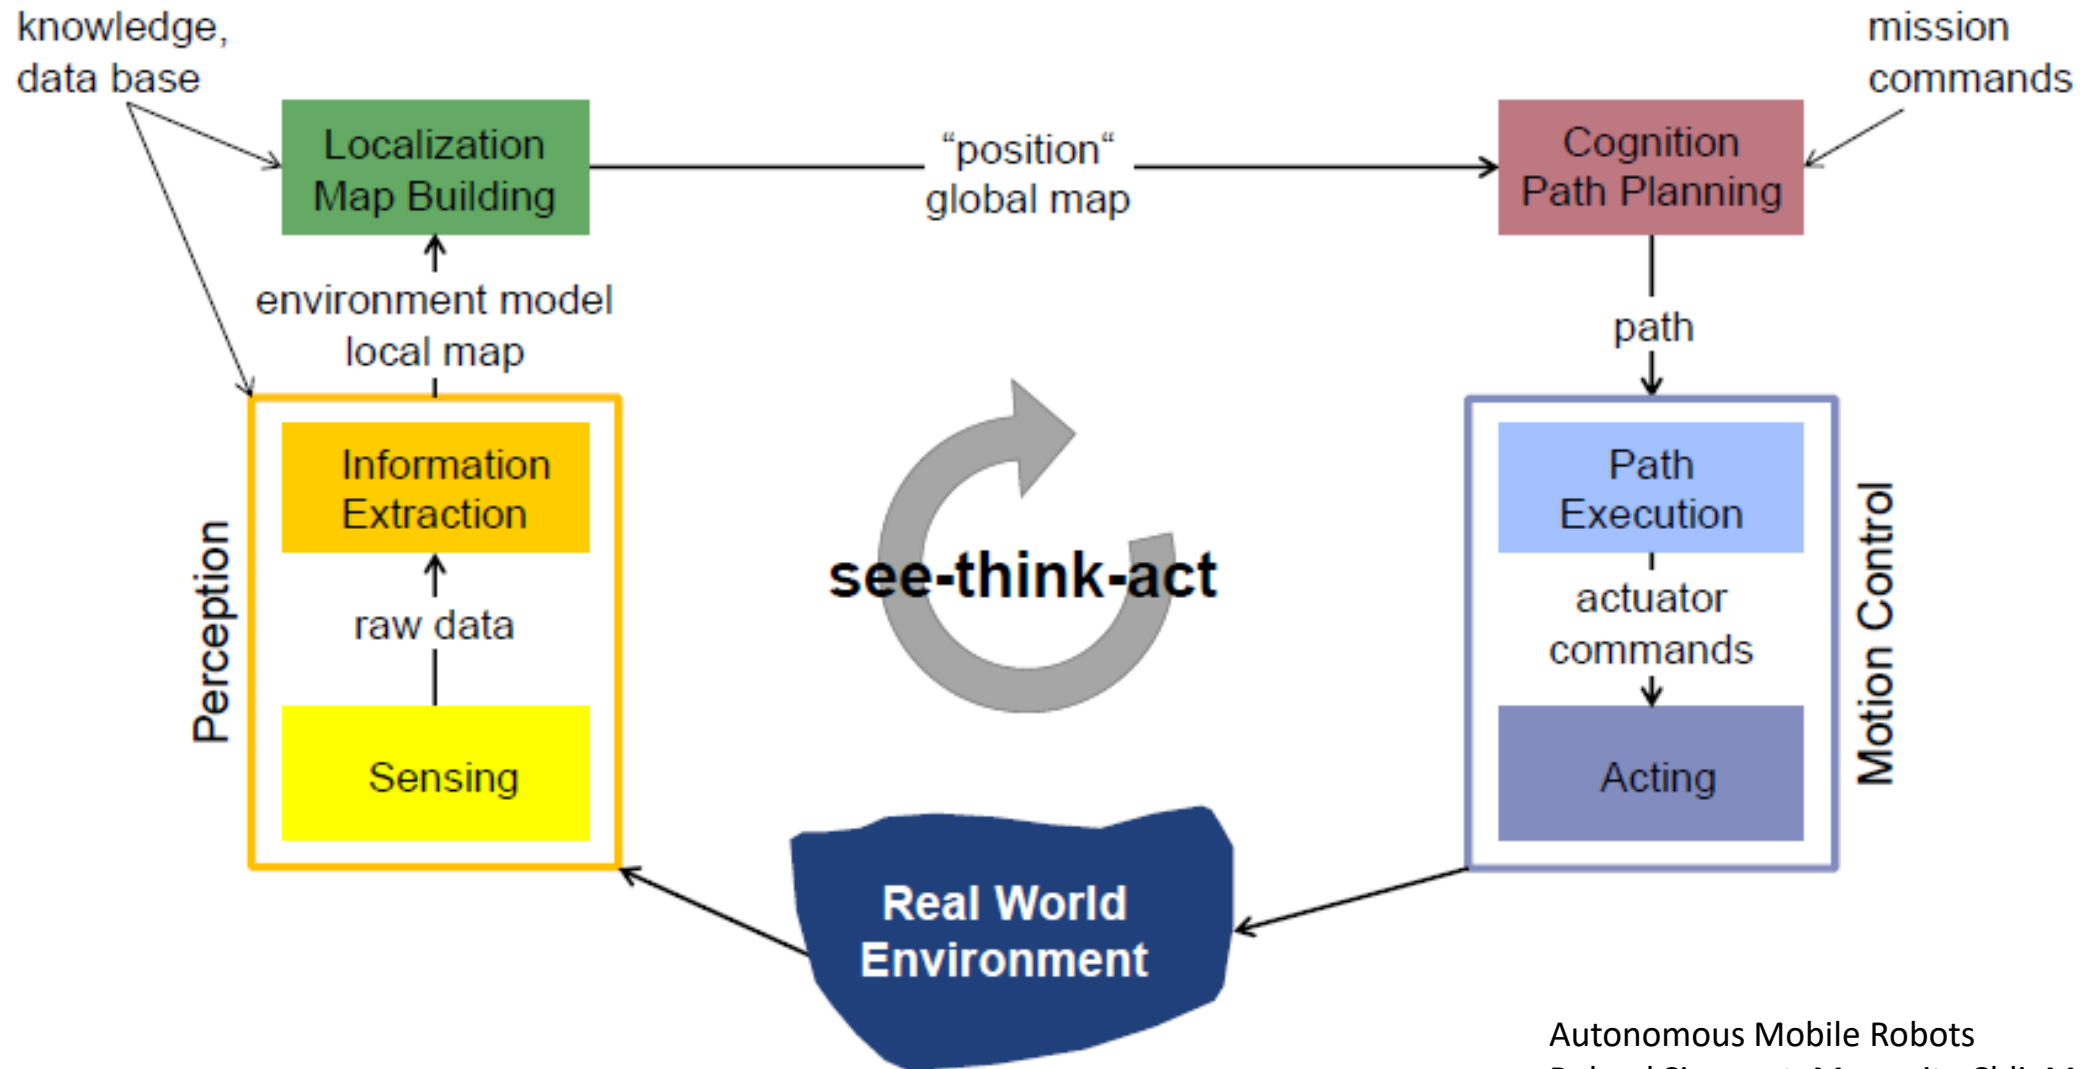 knowledge,
data base
mission
commands
Localization
Map Building
“position“
global map
Cognition
Path Planning
environment model
local map
path
Information
Extraction
Path
Execution
Perception
raw data
see-think-act
actuator
commands
Motion Control
Sensing
Acting
Real World
Environment
Autonomous Mobile Robots